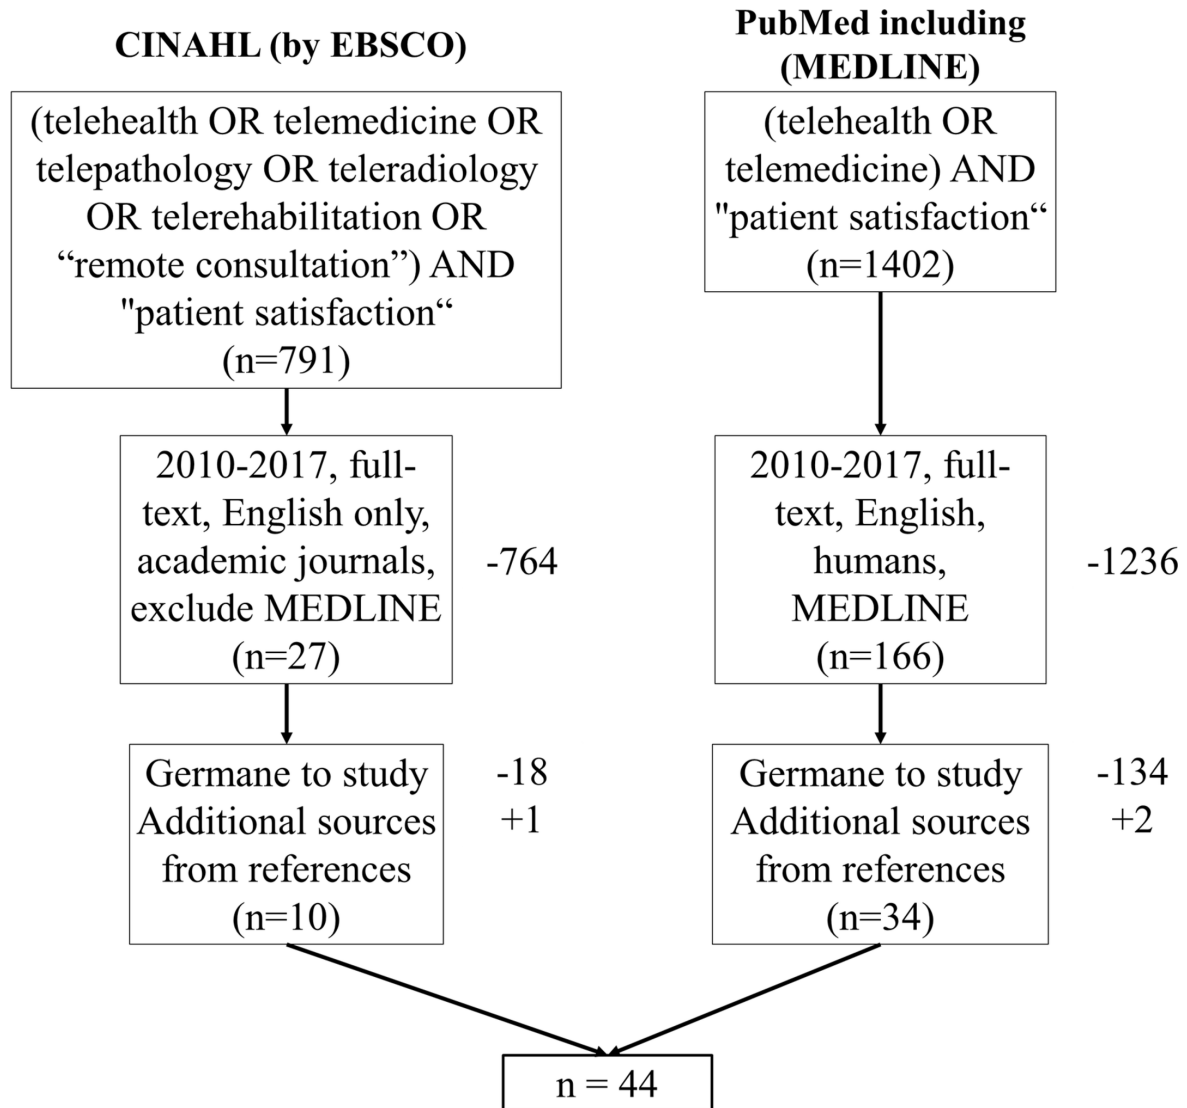 CINAHL (by EBSCO)
(telehealth OR telemedicine OR
telepathology OR teleradiology
OR telerehabilitation OR
“remote consultation”) AND
"patient satisfaction“
(n=791)
2010-2017, full-
text, English only,
academic journals,
exclude MEDLINE
(n=27)
-764
Germane to study
Additional sources
from references
(n=10)
-18
+1
PubMed including
(MEDLINE)
(telehealth OR
telemedicine) AND
"patient satisfaction“
(n=1402)
2010-2017, full-
text, English,
humans,
MEDLINE
(n=166)
-1236
Germane to study
Additional sources
from references
(n=34)
-134
+2
n = 44